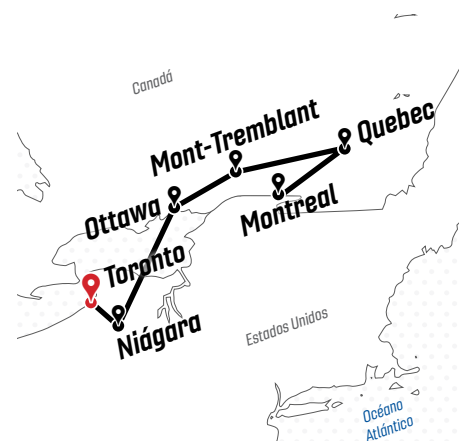 Canadá
Mont-Tremblant
Quebec
Ottawa
Montreal
Toronto
Niágara
Estados Unidos
Océano
Atlántico